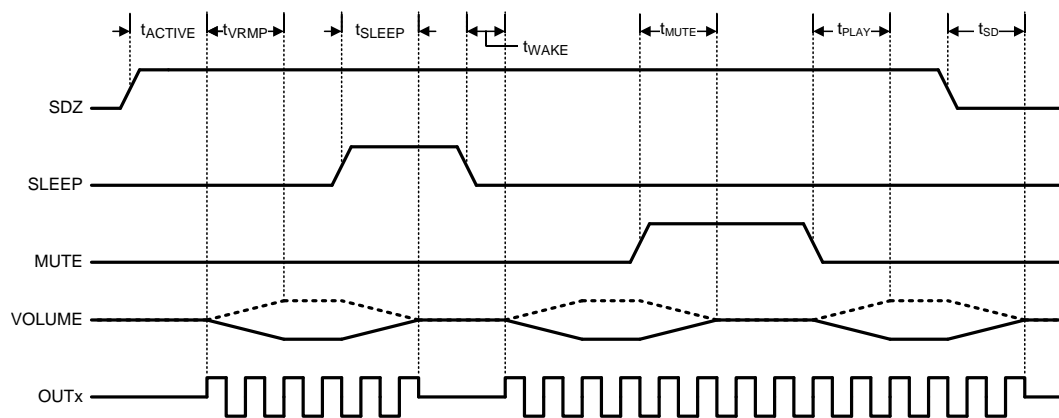 tACTIVE tVRMP tSLEEP tWAKE tMUTE tPLAY tSD
SDZ
SLEEP
MUTE
VOLUME
OUTx